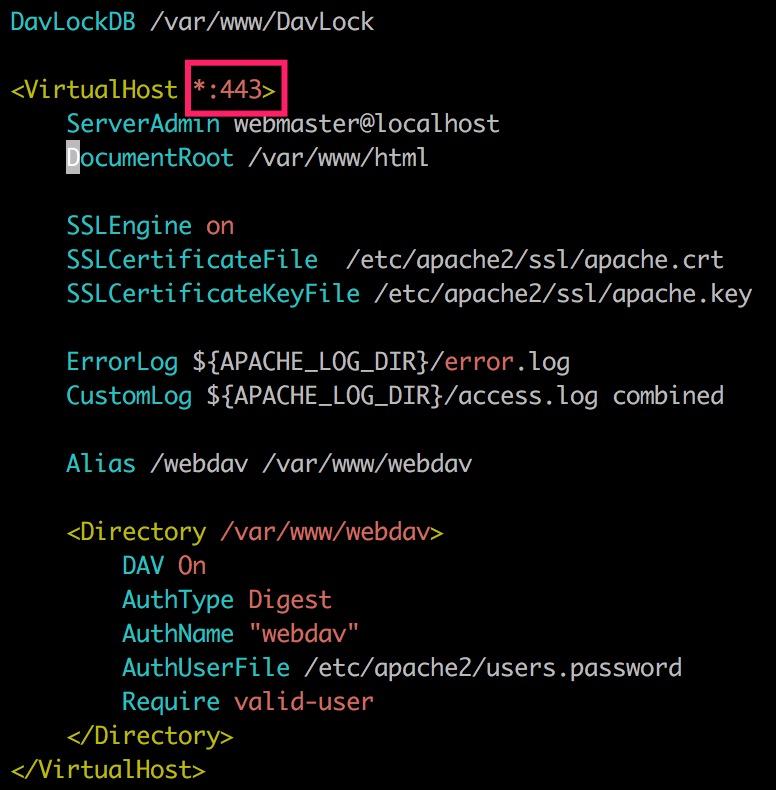 DavLockDB /var/www/DavLock
<VirtualHost *:443>
ServerAdmin webmaster@localhost
DocumentRoot /var/www/html
SSLEngine on
SSLCertificateFile  /etc/apache2/ssl/apache.crt
SSLCertificateKeyFile /etc/apache2/ssl/apache.key
ErrorLog ${APACHE_LOG_DIR}/error.log
CustomLog ${APACHE_LOG_DIR}/access.log combined
Alias /webdav /var/www/webdav
<Directory /var/www/webdav>
DAV On
AuthType Digest
AuthName "webdav"
AuthUserFile /etc/apache2/users.password
Require valid-user
</Directory>
</VirtualHost>